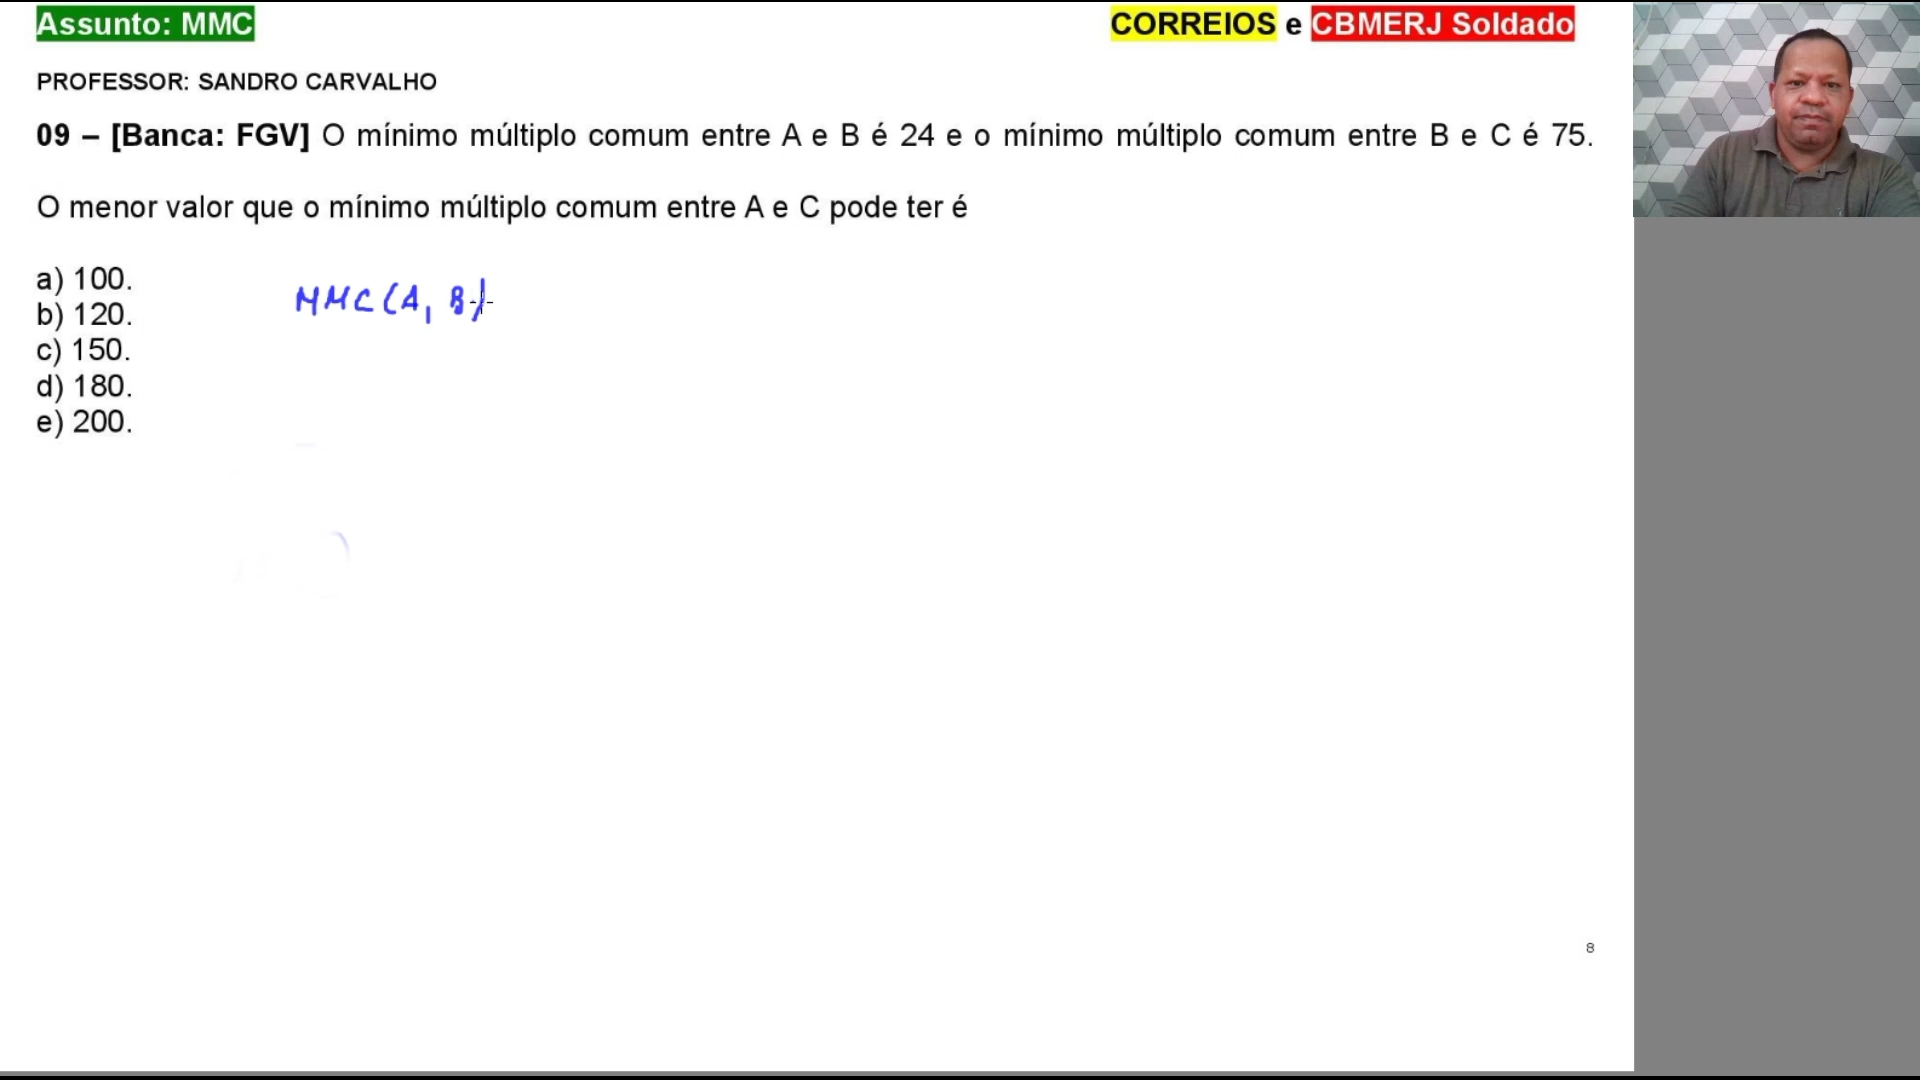 Assunto: MMC
CORREIOS e CBMERJ Soldado
PROFESSOR: SANDRO CARVALHO
09 – [Banca: FGV] O mínimo múltiplo comum entre A e B é 24 e o mínimo múltiplo comum entre B e C é 75.
O menor valor que o mínimo múltiplo comum entre A e C pode ter é
a) 100.
b) 120.
c) 150.
d) 180.
e) 200.
MMC(A, B)
8